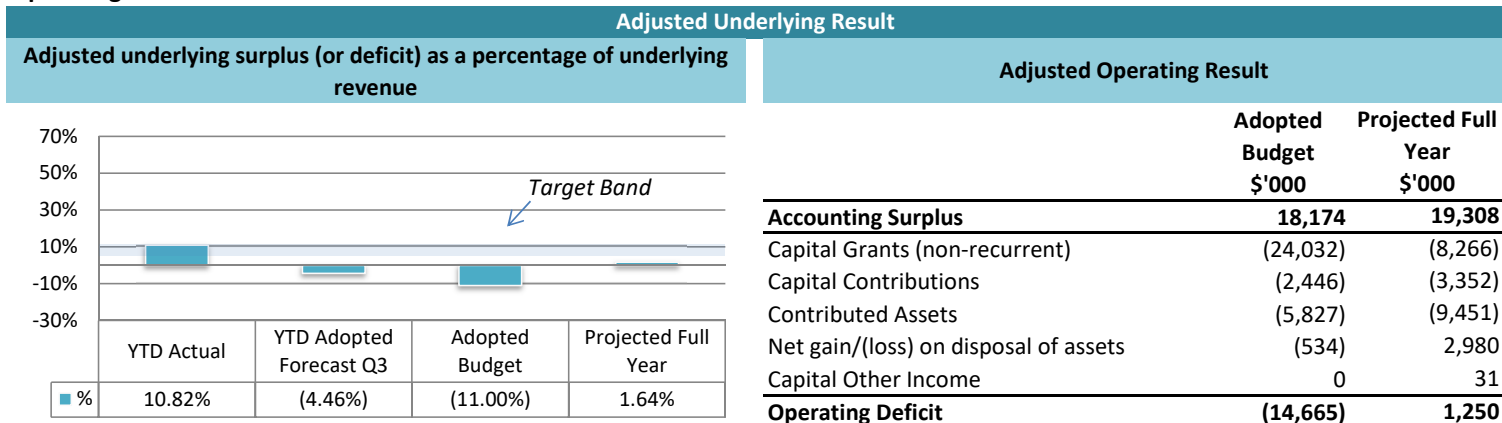 Adjusted Underlying Result
Adjusted underlying surplus (or deficit) as a percentage of underlying
revenue
70%
50%
30%
10%
-10%
-30%
Target Band
YTD Actual
YTD Adopted
Forecast Q3
Adopted
Budget
Projected Full
Year
% 10.82% (4.46%) (11.00%) 1.64%
Adjusted Operating Result
Adopted Projected Full
Budget Year
$'000 $'000
Accounting Surplus 18,174 19,308
Capital Grants (non-recurrent) (24,032) (8,266)
Capital Contributions (2,446) (3,352)
Contributed Assets (5,827) (9,451)
Net gain/(loss) on disposal of assets (534) 2,980
Capital Other Income 0 31
Operating Deficit (14,665) 1,250